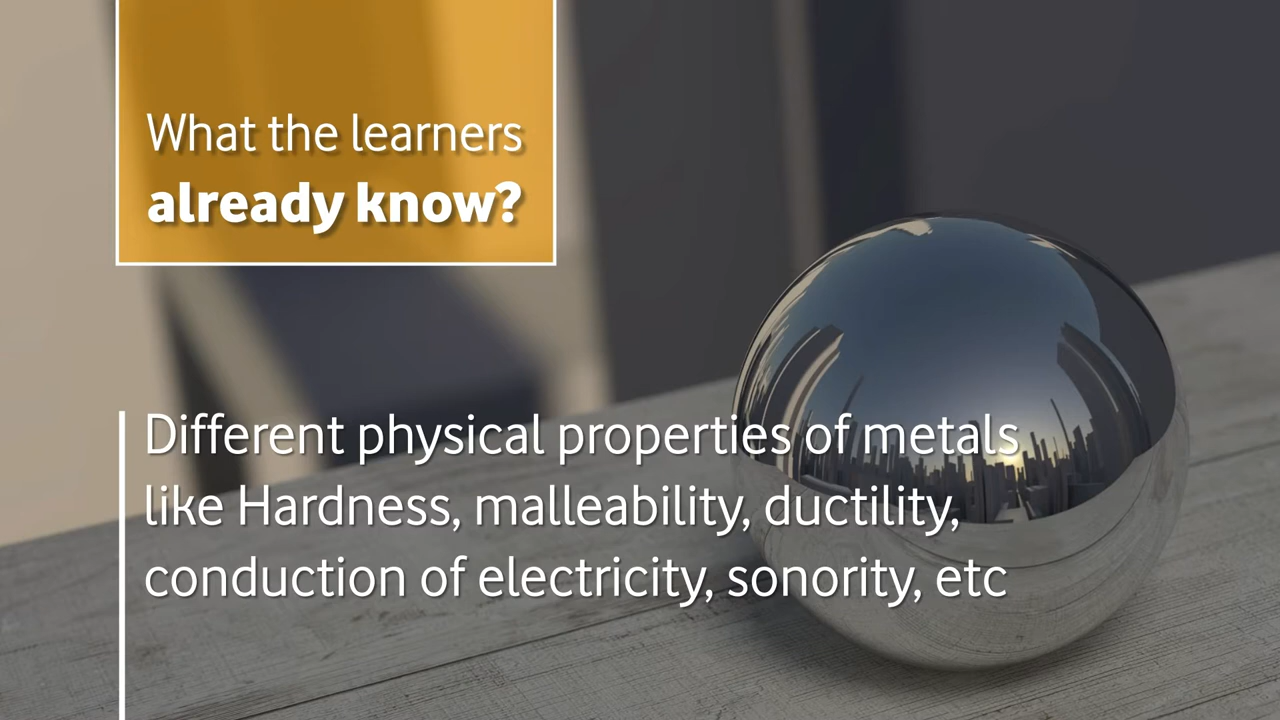 What the learners
already know?
Different physical properties of metals
like Hardness, malleability, ductility,
conduction of electricity, sonority, etc